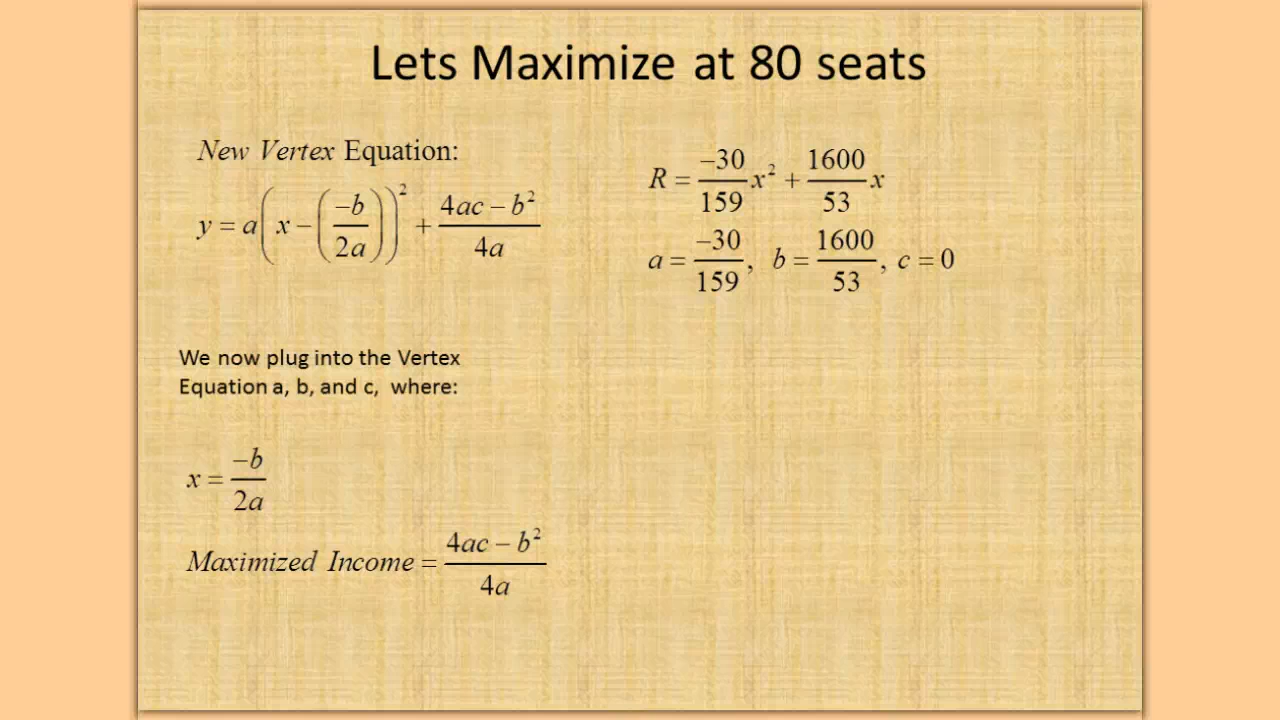 Lets Maximize at 80 seats
New Vertex Equation:
y = a(x − (−b/2a))² + (4ac − b²)/4a
R = −30/159 x² + 1600/53 x
a = −30/159, b = 1600/53, c = 0
We now plug into the Vertex
Equation a, b, and c, where:
x = −b/2a
Maximized Income = (4ac − b²)/4a